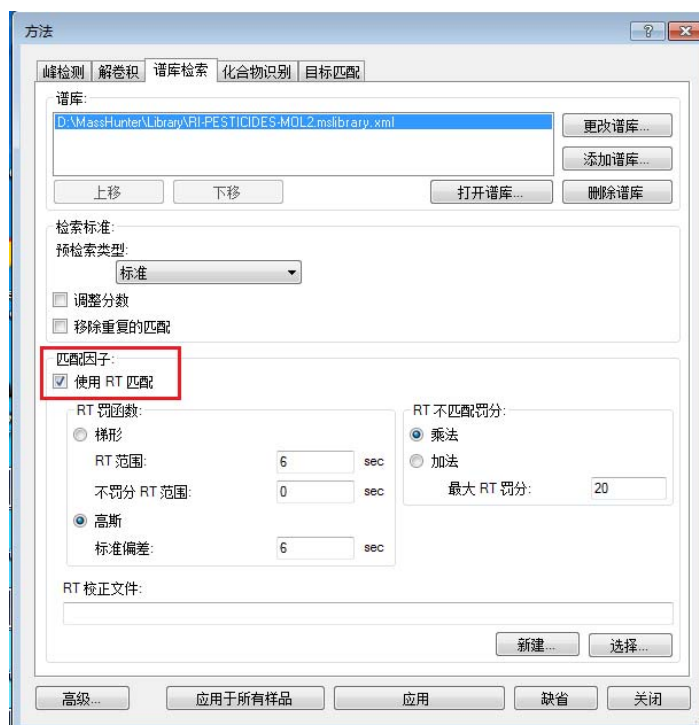 方法
峰检测 解卷积 谱库检索 化合物识别 目标匹配
谱库:
D:\MassHunter\Library\RI-PESTICIDES-MOL2.mslibrary.xml
更改谱库...
添加谱库...
上移 下移 打开谱库... 删除谱库
检索标准:
预检索类型:
标准
调整分数
移除重复的匹配
匹配因子:
使用 RT 匹配
RT 罚函数:
梯形
RT 范围: 6 sec
不罚分 RT 范围: 0 sec
高斯
标准偏差: 6 sec
RT 不匹配罚分:
乘法
加法
最大 RT 罚分: 20
RT 校正文件:
新建... 选择...
高级... 应用于所有样品 应用 缺省 关闭